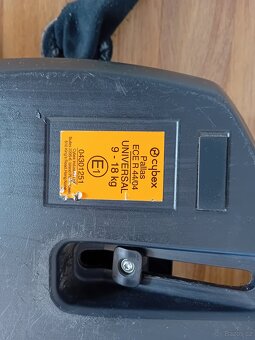 cybex
Pallas
ECE R 44/04
UNIVERSAL
9 - 18 kg
E1
04301251